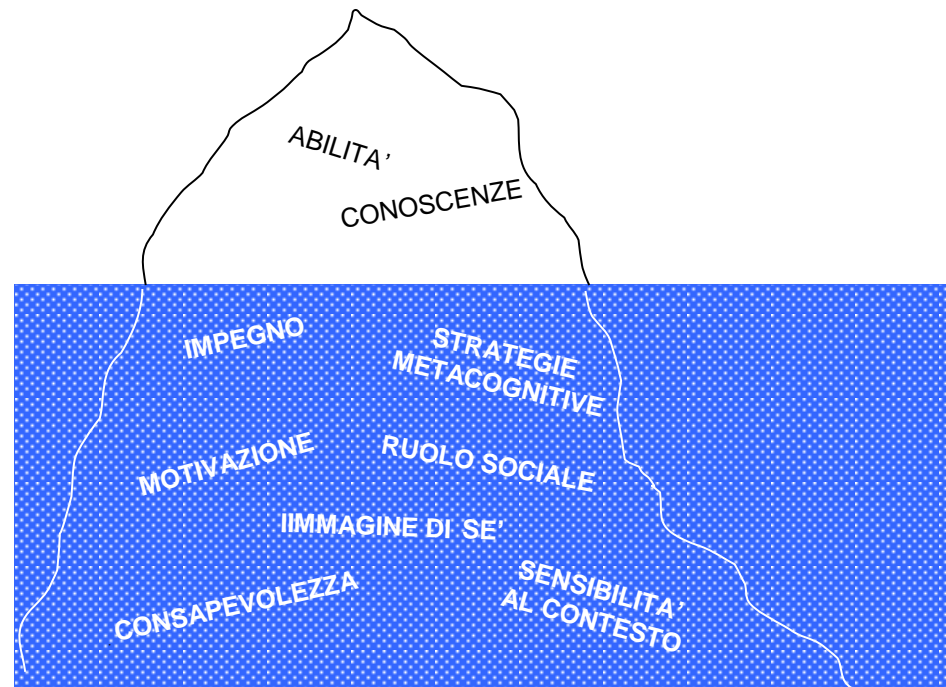 ABILITA’
CONOSCENZE
IMPEGNO
STRATEGIE
METACOGNITIVE
MOTIVAZIONE
RUOLO SOCIALE
IIMMAGINE DI SE’
CONSAPEVOLEZZA
SENSIBILITA’
AL CONTESTO